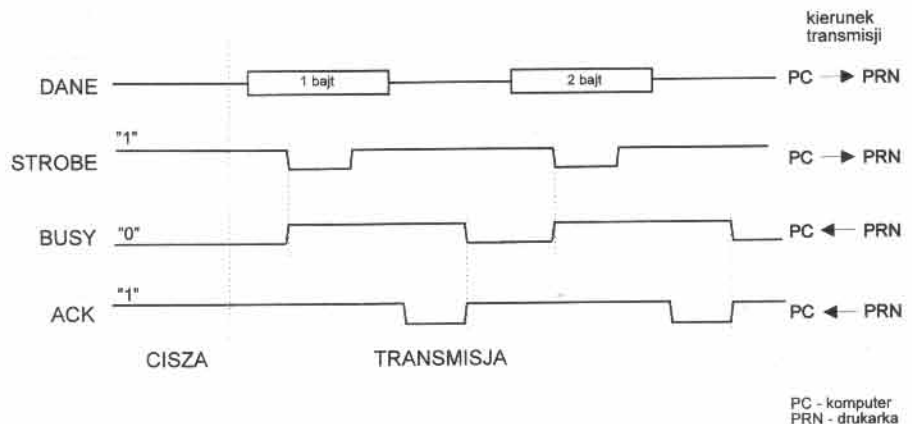 kierunek
transmisji
DANE
1 bajt
2 bajt
PC
PRN
STROBE
"1"
PC
PRN
BUSY
"0"
PC
PRN
ACK
"1"
PC
PRN
CISZA
TRANSMISJA
PC - komputer
PRN - drukarka